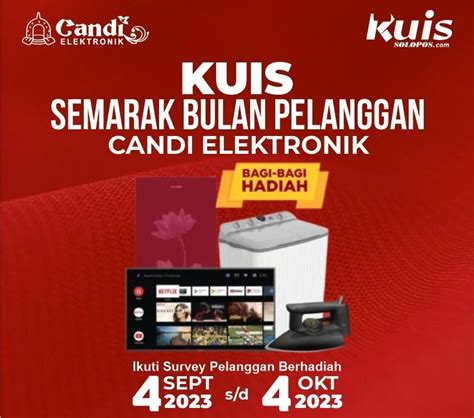 Candi
ELEKTRONIK
Kuis
SOLOPOS.com
KUIS
SEMARAK BULAN PELANGGAN
CANDI ELEKTRONIK
BAGI-BAGI
HADIAH
NETFLIX
Ikuti Survey Pelanggan Berhadiah
4 SEPT 2023 s/d 4 OKT 2023